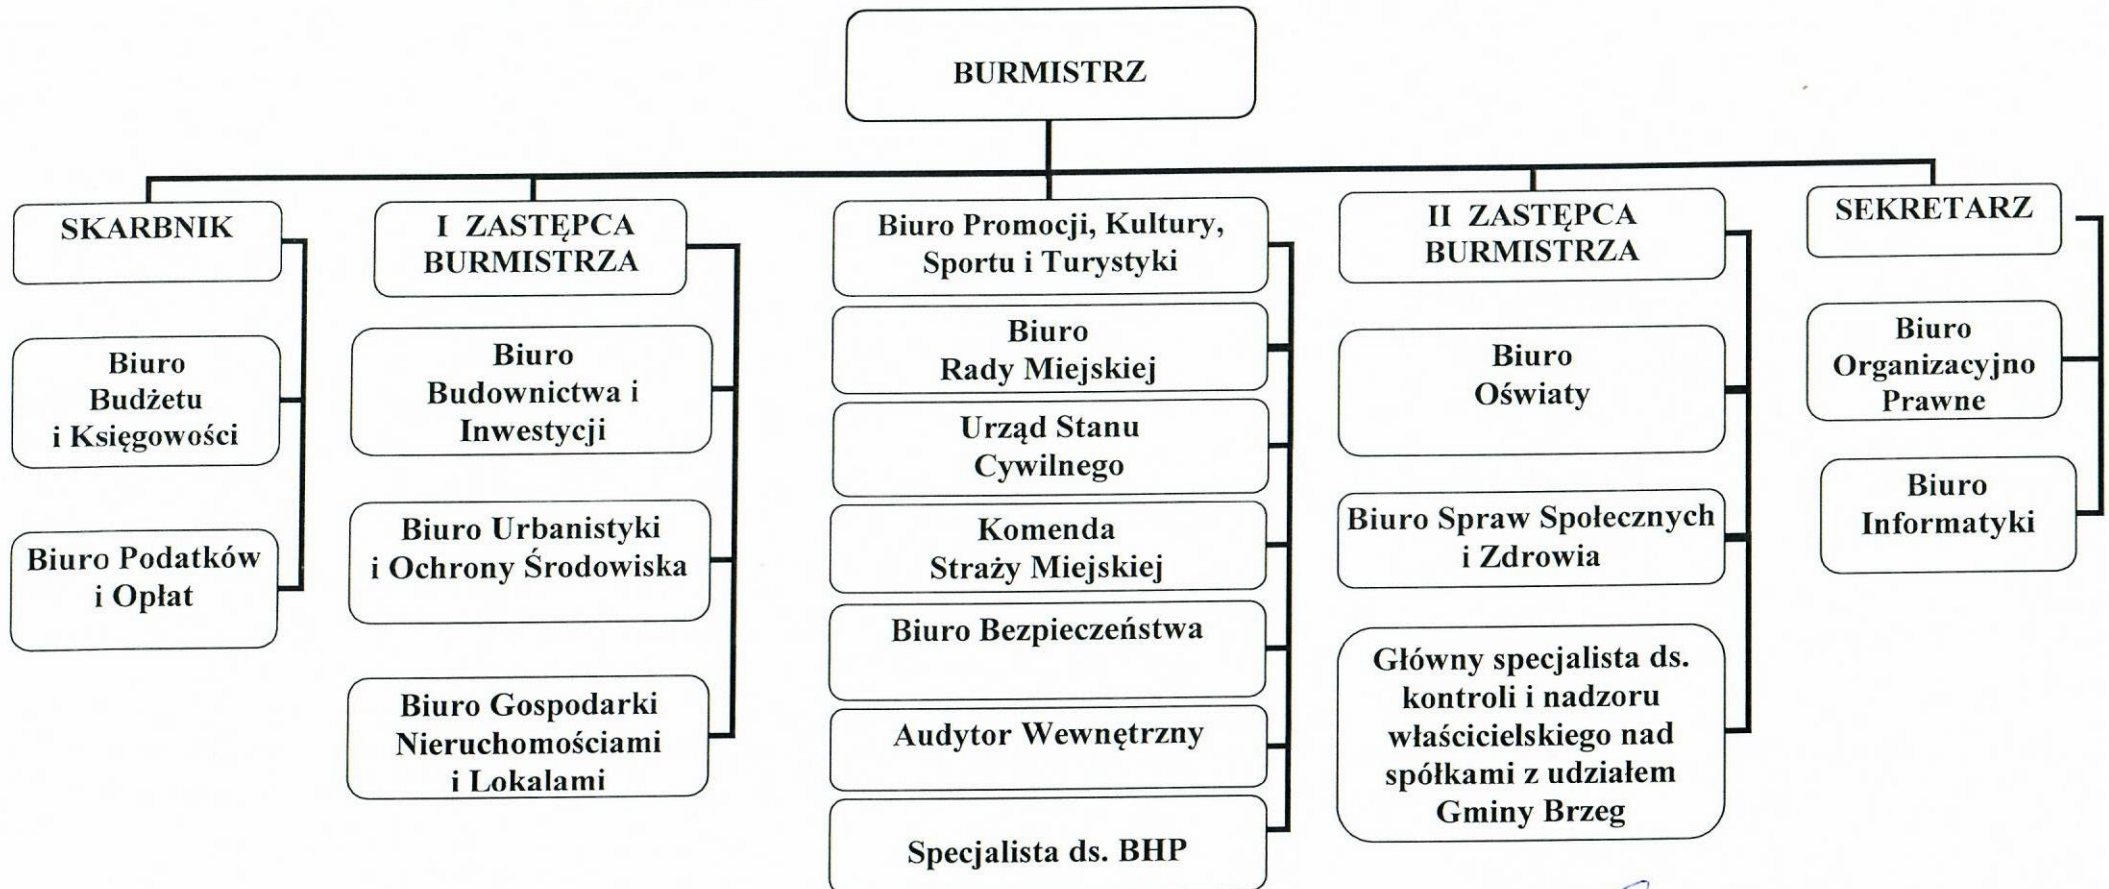 BURMISTRZ
SKARBNIK
Biuro
Budżetu
i Księgowości
Biuro Podatków
i Opłat
I ZASTĘPCA
BURMISTRZA
Biuro
Budownictwa i
Inwestycji
Biuro Urbanistyki
i Ochrony Środowiska
Biuro Gospodarki
Nieruchomościami
i Lokalami
Biuro Promocji, Kultury,
Sportu i Turystyki
Biuro
Rady Miejskiej
Urząd Stanu
Cywilnego
Komenda
Straży Miejskiej
Biuro Bezpieczeństwa
Audytor Wewnętrzny
Specjalista ds. BHP
II ZASTĘPCA
BURMISTRZA
Biuro
Oświaty
Biuro Spraw Społecznych
i Zdrowia
Główny specjalista ds.
kontroli i nadzoru
właścicielskiego nad
spółkami z udziałem
Gminy Brzeg
SEKRETARZ
Biuro
Organizacyjno
Prawne
Biuro
Informatyki